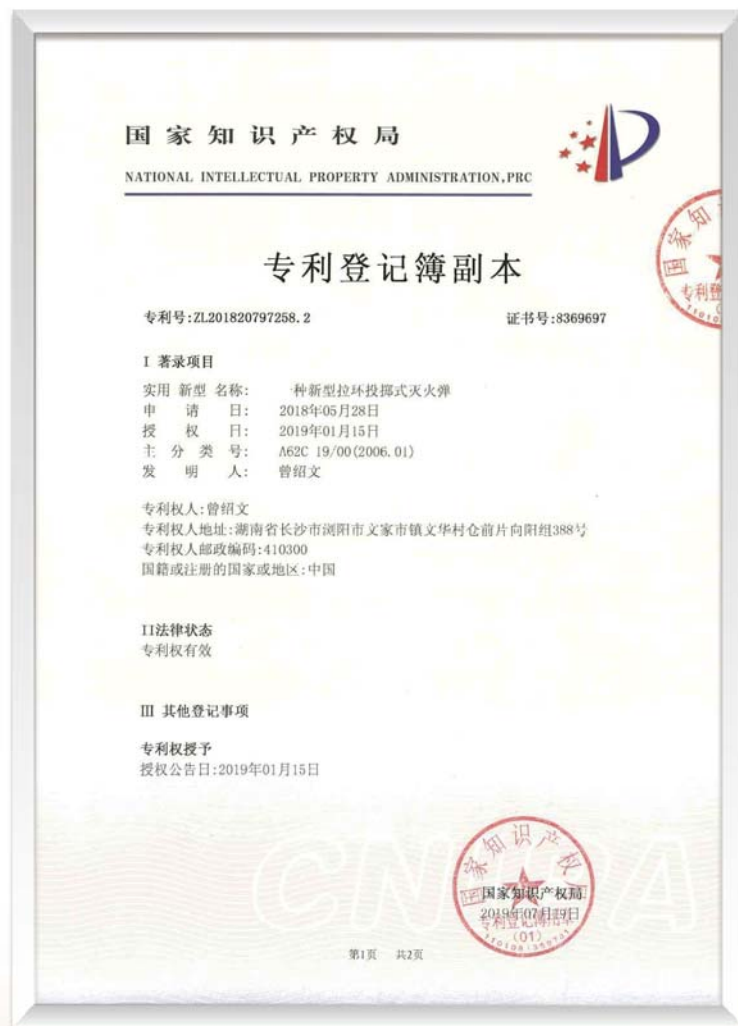 国家知识产权局
NATIONAL INTELLECTUAL PROPERTY ADMINISTRATION,PRC
专利登记簿副本
专利号:ZL201820797258.2 证书号:8369697
I 著录项目
实用 新型 名称: 一种新型拉环投掷式灭火弹
申请日: 2018年05月28日
授权日: 2019年01月15日
主分类号: A62C 19/00(2006.01)
发明人: 曾绍文
专利权人:曾绍文
专利权人地址:湖南省长沙市浏阳市文家市镇文华村仓前片向阳组388号
专利权人邮政编码:410300
国籍或注册的国家或地区:中国
II法律状态
专利权有效
III 其他登记事项
专利权授予
授权公告日:2019年01月15日
国家知识产权局
2019年07月19日
(01)
第1页 共2页
国家知
专利登
CNIPA